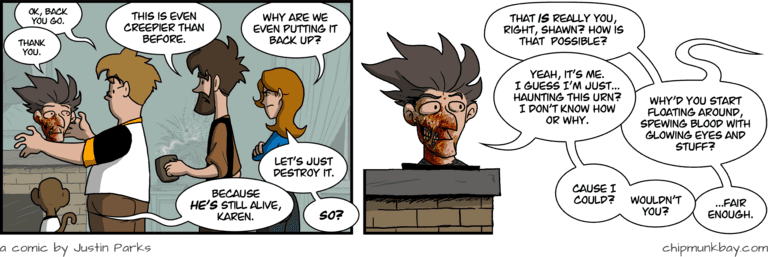 OK, BACK
YOU GO.
THANK
YOU.
THIS IS EVEN
CREEPIER THAN
BEFORE.
WHY ARE WE
EVEN PUTTING IT
BACK UP?
BECAUSE
HE'S STILL ALIVE,
KAREN.
LET'S JUST
DESTROY IT.
SO?
THAT IS REALLY YOU,
RIGHT, SHAWN? HOW IS
THAT POSSIBLE?
YEAH, IT'S ME.
I GUESS I'M JUST...
HAUNTING THIS URN?
I DON'T KNOW HOW
OR WHY.
WHY'D YOU START
FLOATING AROUND,
SPEWING BLOOD WITH
GLOWING EYES AND
STUFF?
CAUSE I
COULD?
WOULDN'T
YOU?
...FAIR
ENOUGH.
a comic by Justin Parks
chipmunkbay.com